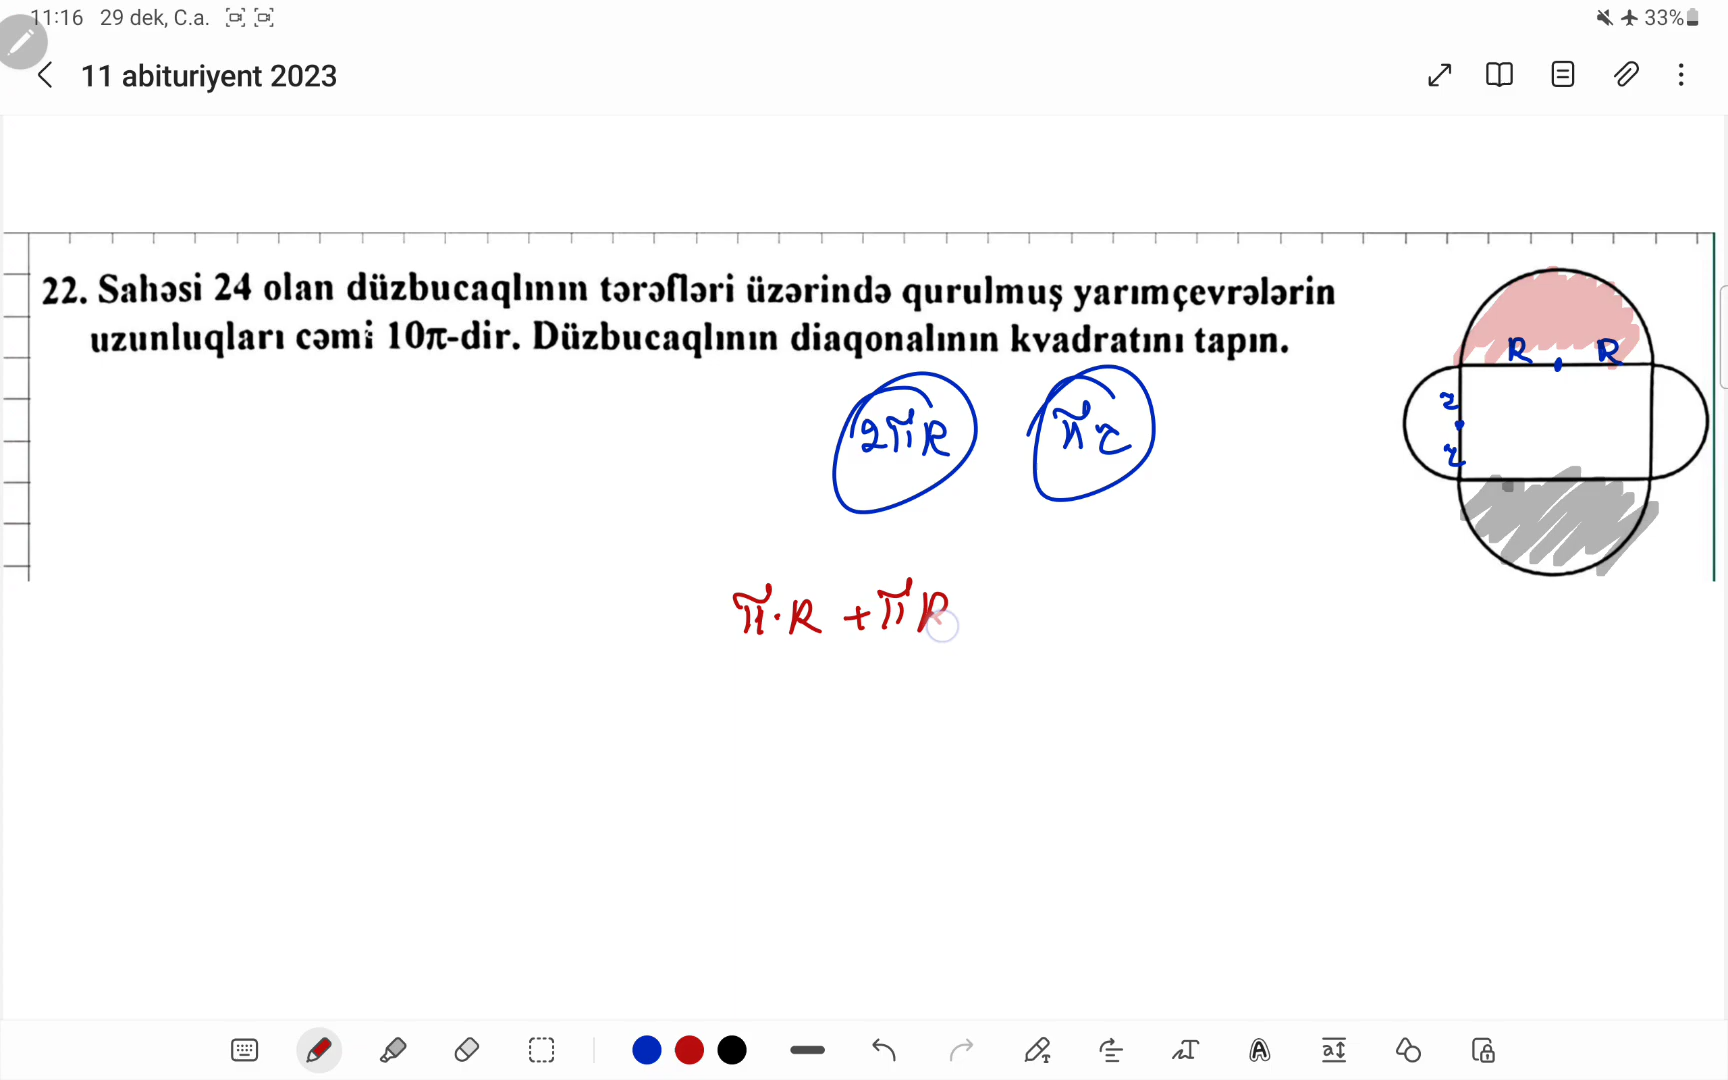 11:16 29 dek, C.a. 33%
11 abituriyent 2023
22. Sahəsi 24 olan düzbucaqlının tərəfləri üzərində qurulmuş yarımçevrələrin
uzunluqları cəmi 10π-dir. Düzbucaqlının diaqonalının kvadratını tapın.
R R
r
r
2πR πr
π·R + πR